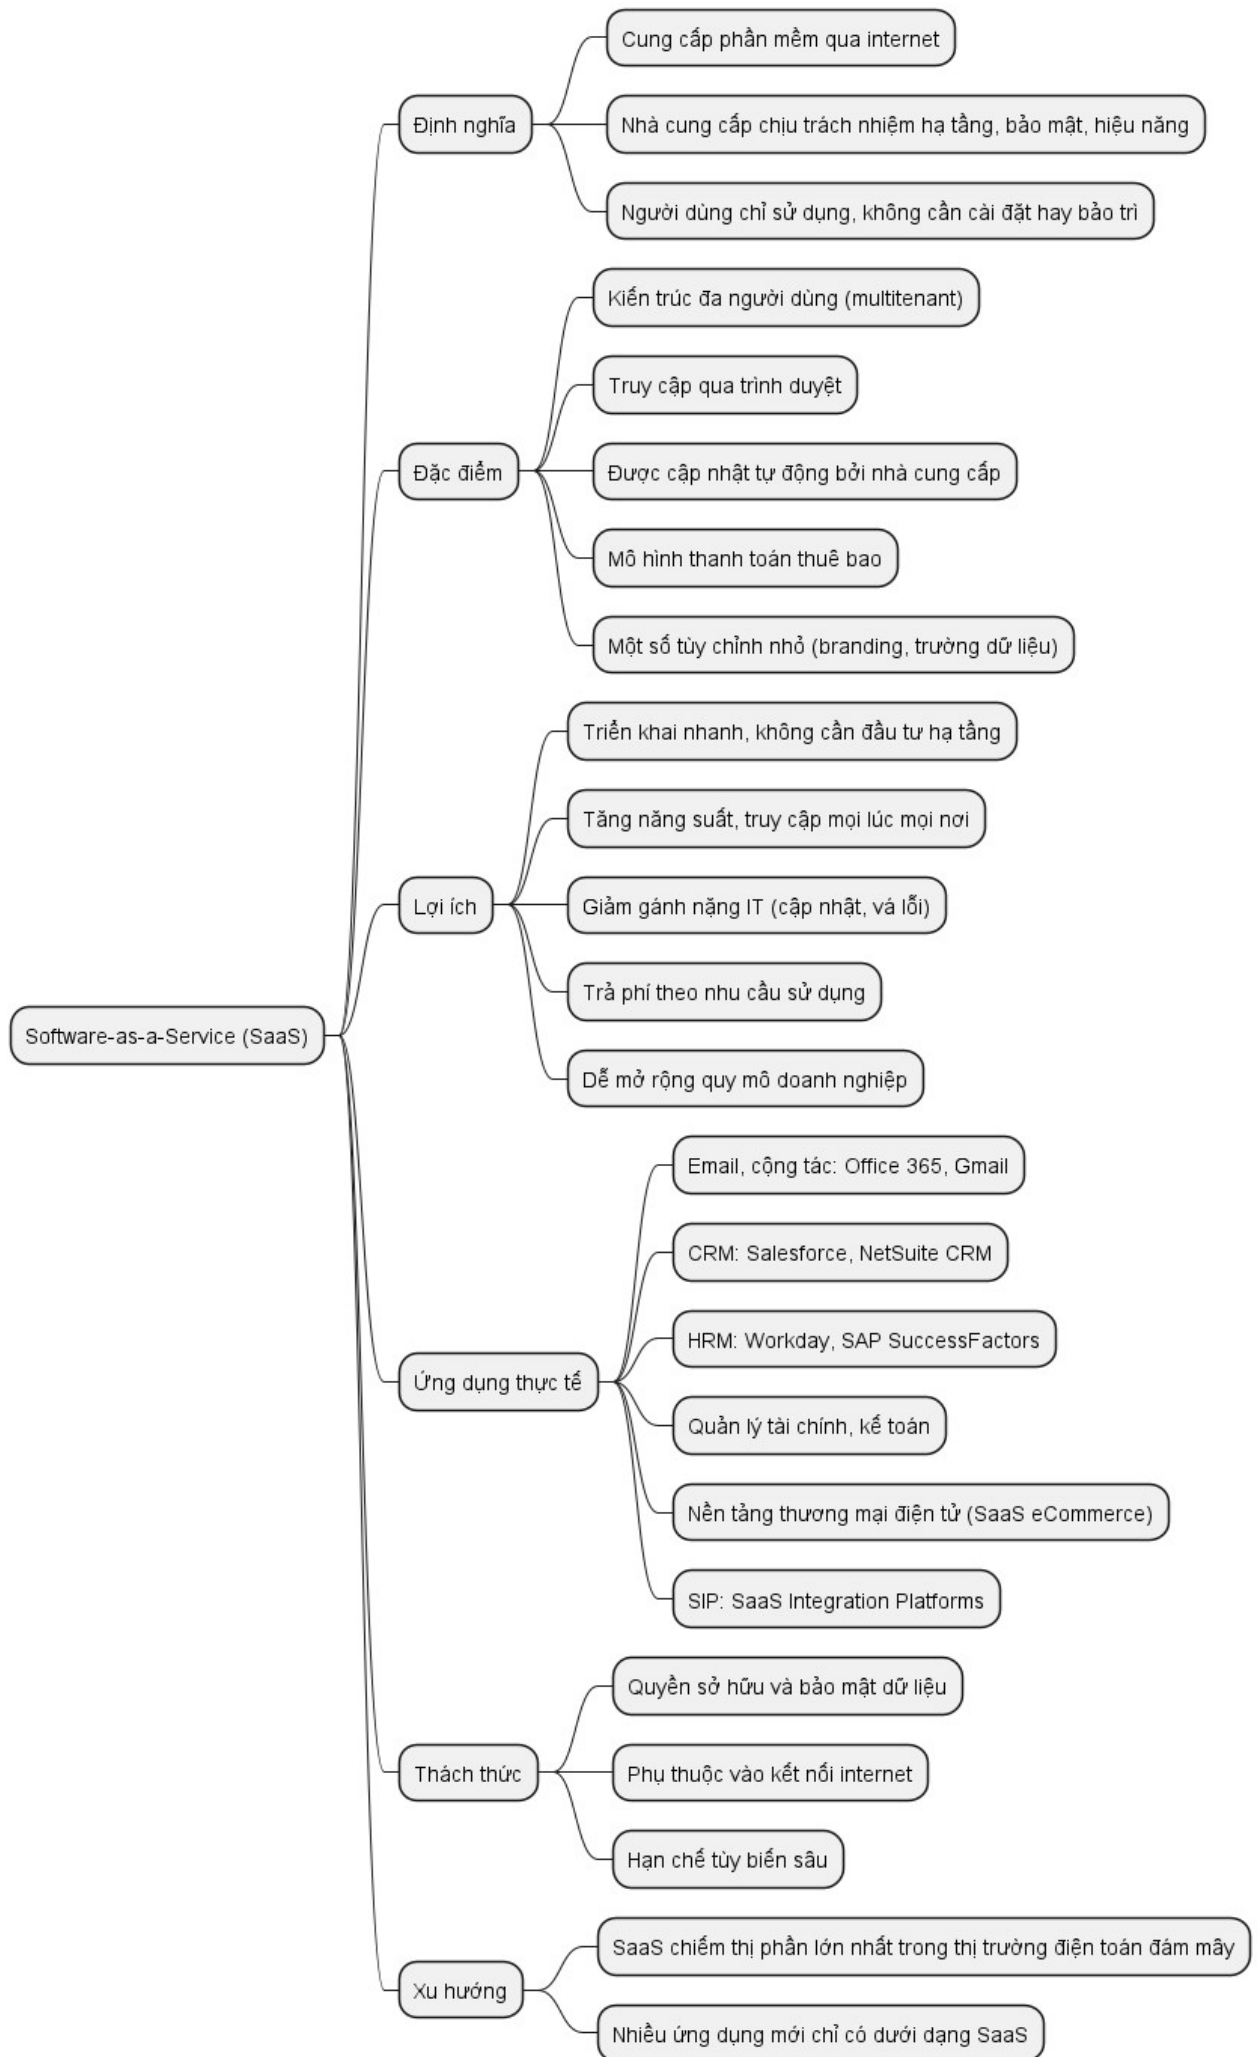 Software-as-a-Service (SaaS)
Định nghĩa
Cung cấp phần mềm qua internet
Nhà cung cấp chịu trách nhiệm hạ tầng, bảo mật, hiệu năng
Người dùng chỉ sử dụng, không cần cài đặt hay bảo trì
Đặc điểm
Kiến trúc đa người dùng (multitenant)
Truy cập qua trình duyệt
Được cập nhật tự động bởi nhà cung cấp
Mô hình thanh toán thuê bao
Một số tùy chỉnh nhỏ (branding, trường dữ liệu)
Lợi ích
Triển khai nhanh, không cần đầu tư hạ tầng
Tăng năng suất, truy cập mọi lúc mọi nơi
Giảm gánh nặng IT (cập nhật, vá lỗi)
Trả phí theo nhu cầu sử dụng
Dễ mở rộng quy mô doanh nghiệp
Ứng dụng thực tế
Email, cộng tác: Office 365, Gmail
CRM: Salesforce, NetSuite CRM
HRM: Workday, SAP SuccessFactors
Quản lý tài chính, kế toán
Nền tảng thương mại điện tử (SaaS eCommerce)
SIP: SaaS Integration Platforms
Thách thức
Quyền sở hữu và bảo mật dữ liệu
Phụ thuộc vào kết nối internet
Hạn chế tùy biến sâu
Xu hướng
SaaS chiếm thị phần lớn nhất trong thị trường điện toán đám mây
Nhiều ứng dụng mới chỉ có dưới dạng SaaS